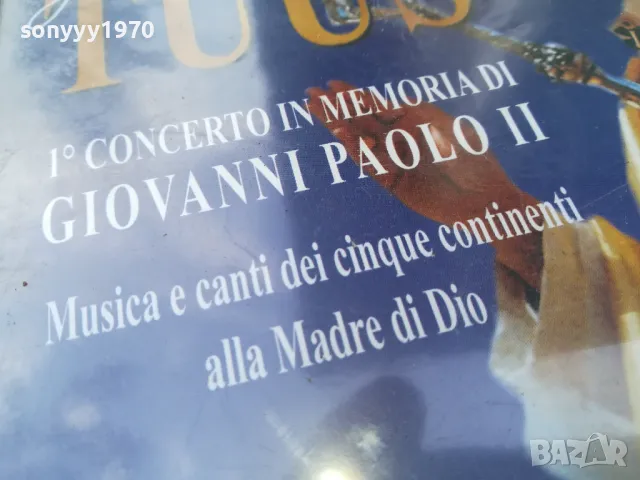 sonyyy1970
TUUS
1° CONCERTO IN MEMORIA DI
GIOVANNI PAOLO II
Musica e canti dei cinque continenti
alla Madre di Dio
BAZAR